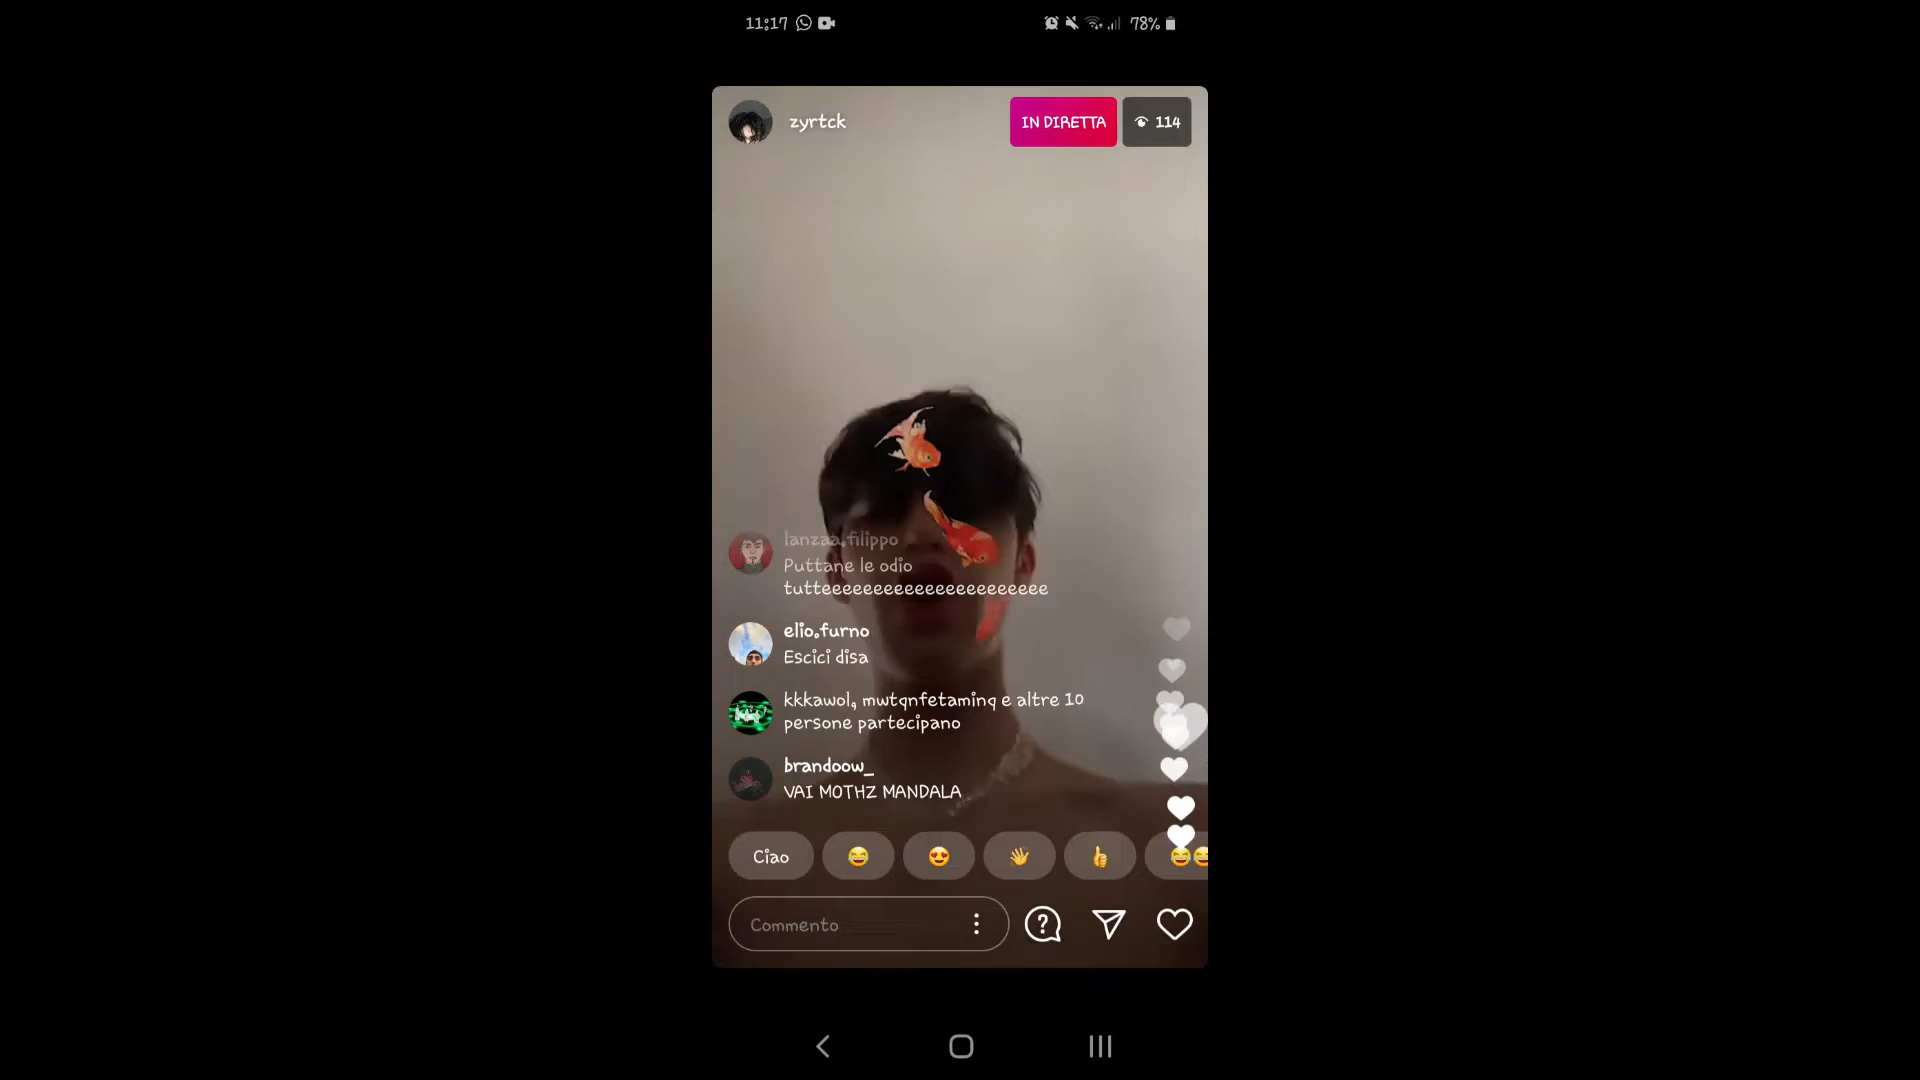 11:17
78%
zyrtck
IN DIRETTA
114
lanzaa.filippo
Puttane le odio
tutteeeeeeeeeeeeeeeeeeeeee
elio.furno
Escici disa
kkkawol, mwtqnfetaminq e altre 10
persone partecipano
brandoow_
VAI MOTHZ MANDALA
Ciao
Commento